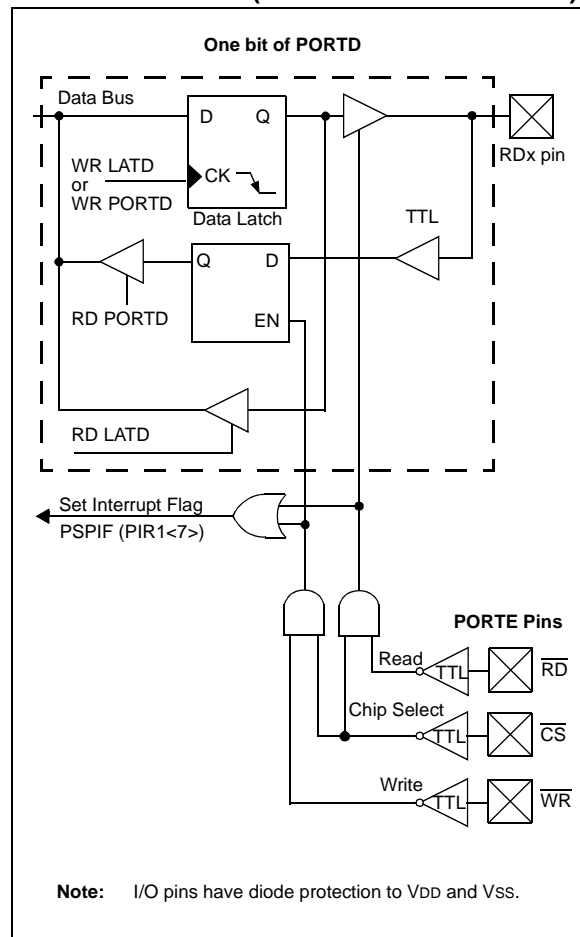 One bit of PORTD
Data Bus
D Q
RDx pin
WR LATD
or
WR PORTD
CK
Data Latch
TTL
Q D
EN
RD PORTD
RD LATD
Set Interrupt Flag
PSPIF (PIR1<7>)
PORTE Pins
Read
TTL
RD
Chip Select
TTL
CS
Write
TTL
WR
Note: I/O pins have diode protection to VDD and VSS.